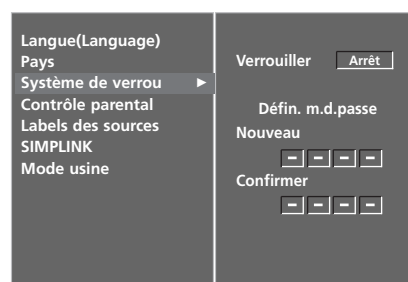 Langue(Language)
Pays
Système de verrou ►
Contrôle parental
Labels des sources
SIMPLINK
Mode usine
Verrouiller Arrêt
Défin. m.d.passe
Nouveau
– – – –
Confirmer
– – – –